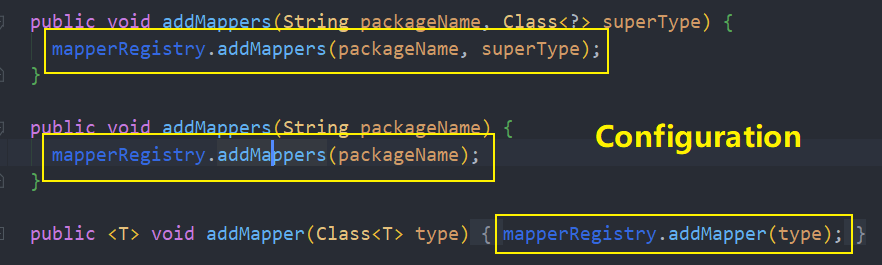 public void addMappers(String packageName, Class<?> superType) {
mapperRegistry.addMappers(packageName, superType);
}
public void addMappers(String packageName) {
Configuration
mapperRegistry.addMappers(packageName);
}
public <T> void addMapper(Class<T> type) { mapperRegistry.addMapper(type); }